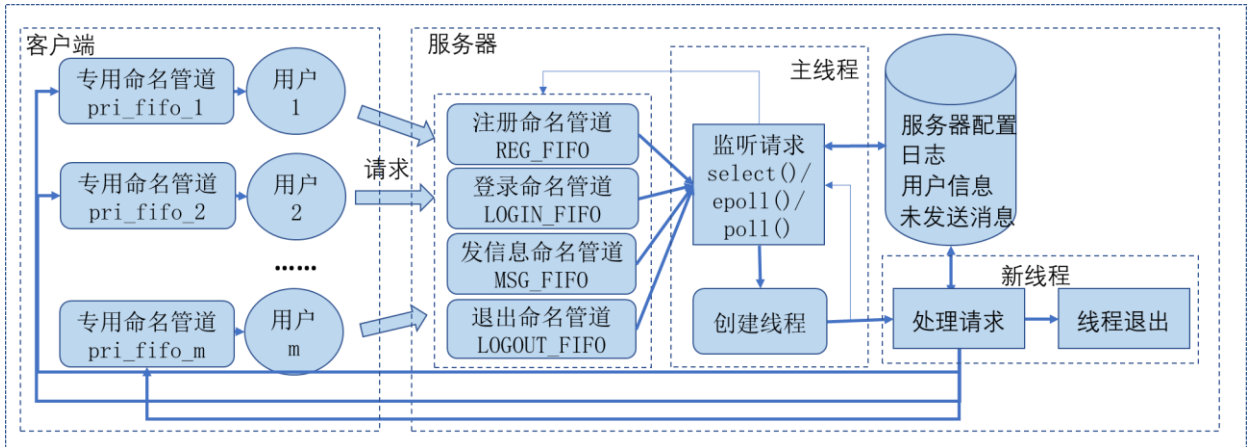 客户端
专用命名管道
pri_fifo_1
用户
1
专用命名管道
pri_fifo_2
用户
2
……
专用命名管道
pri_fifo_m
用户
m
请求
服务器
注册命名管道
REG_FIFO
登录命名管道
LOGIN_FIFO
发信息命名管道
MSG_FIFO
退出命名管道
LOGOUT_FIFO
主线程
监听请求
select()/
epoll()/
poll()
创建线程
服务器配置
日志
用户信息
未发送消息
新线程
处理请求
线程退出